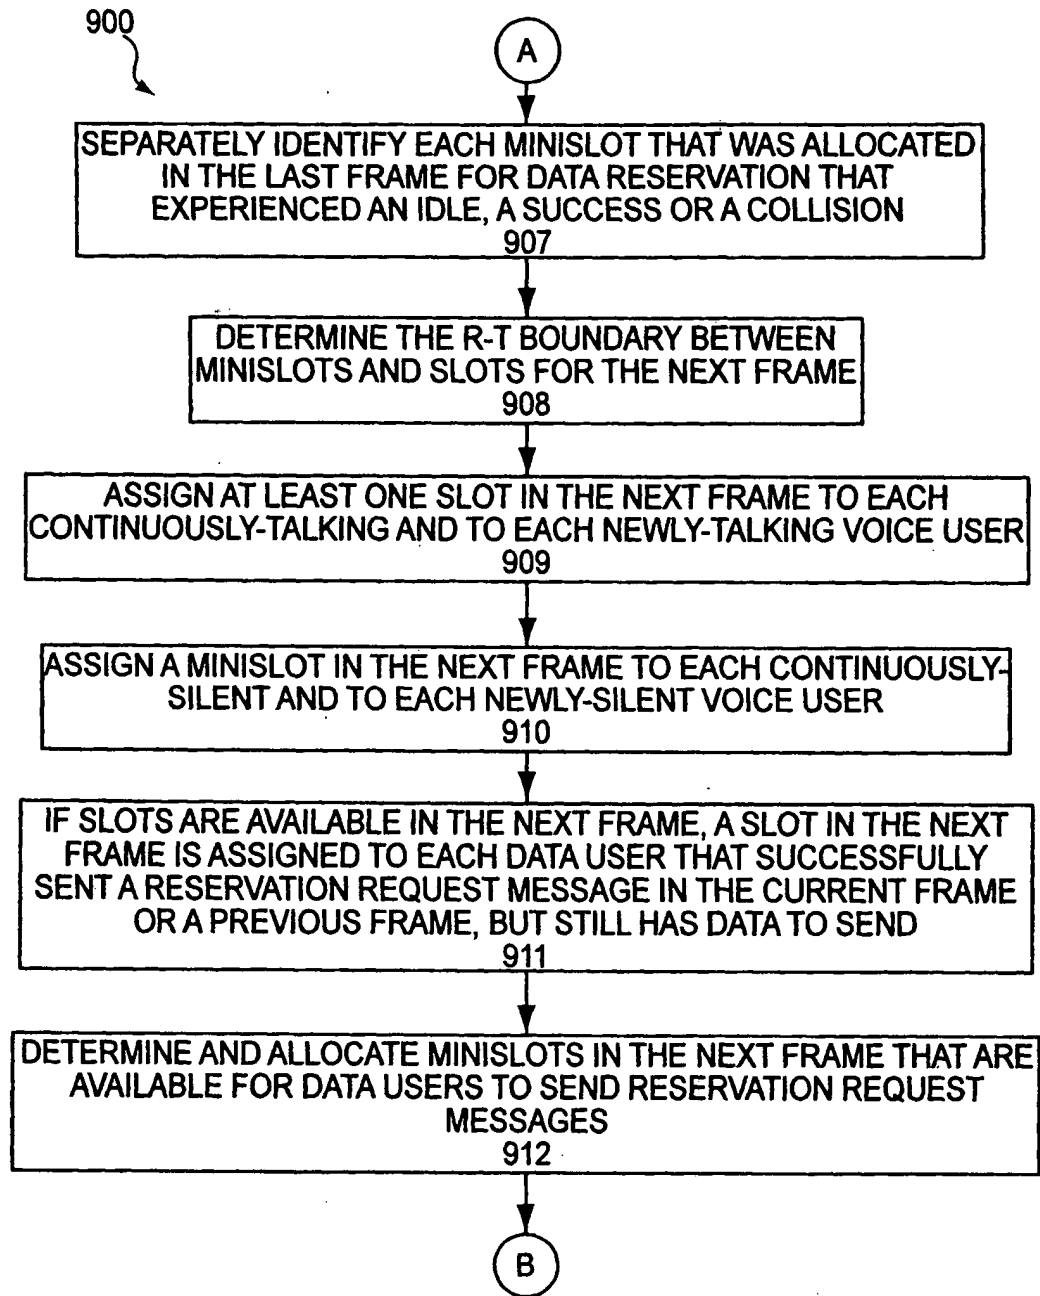 900
A
SEPARATELY IDENTIFY EACH MINISLOT THAT WAS ALLOCATED
IN THE LAST FRAME FOR DATA RESERVATION THAT
EXPERIENCED AN IDLE, A SUCCESS OR A COLLISION
907
DETERMINE THE R-T BOUNDARY BETWEEN
MINISLOTS AND SLOTS FOR THE NEXT FRAME
908
ASSIGN AT LEAST ONE SLOT IN THE NEXT FRAME TO EACH
CONTINUOUSLY-TALKING AND TO EACH NEWLY-TALKING VOICE USER
909
ASSIGN A MINISLOT IN THE NEXT FRAME TO EACH CONTINUOUSLY-
SILENT AND TO EACH NEWLY-SILENT VOICE USER
910
IF SLOTS ARE AVAILABLE IN THE NEXT FRAME, A SLOT IN THE NEXT
FRAME IS ASSIGNED TO EACH DATA USER THAT SUCCESSFULLY
SENT A RESERVATION REQUEST MESSAGE IN THE CURRENT FRAME
OR A PREVIOUS FRAME, BUT STILL HAS DATA TO SEND
911
DETERMINE AND ALLOCATE MINISLOTS IN THE NEXT FRAME THAT ARE
AVAILABLE FOR DATA USERS TO SEND RESERVATION REQUEST
MESSAGES
912
B